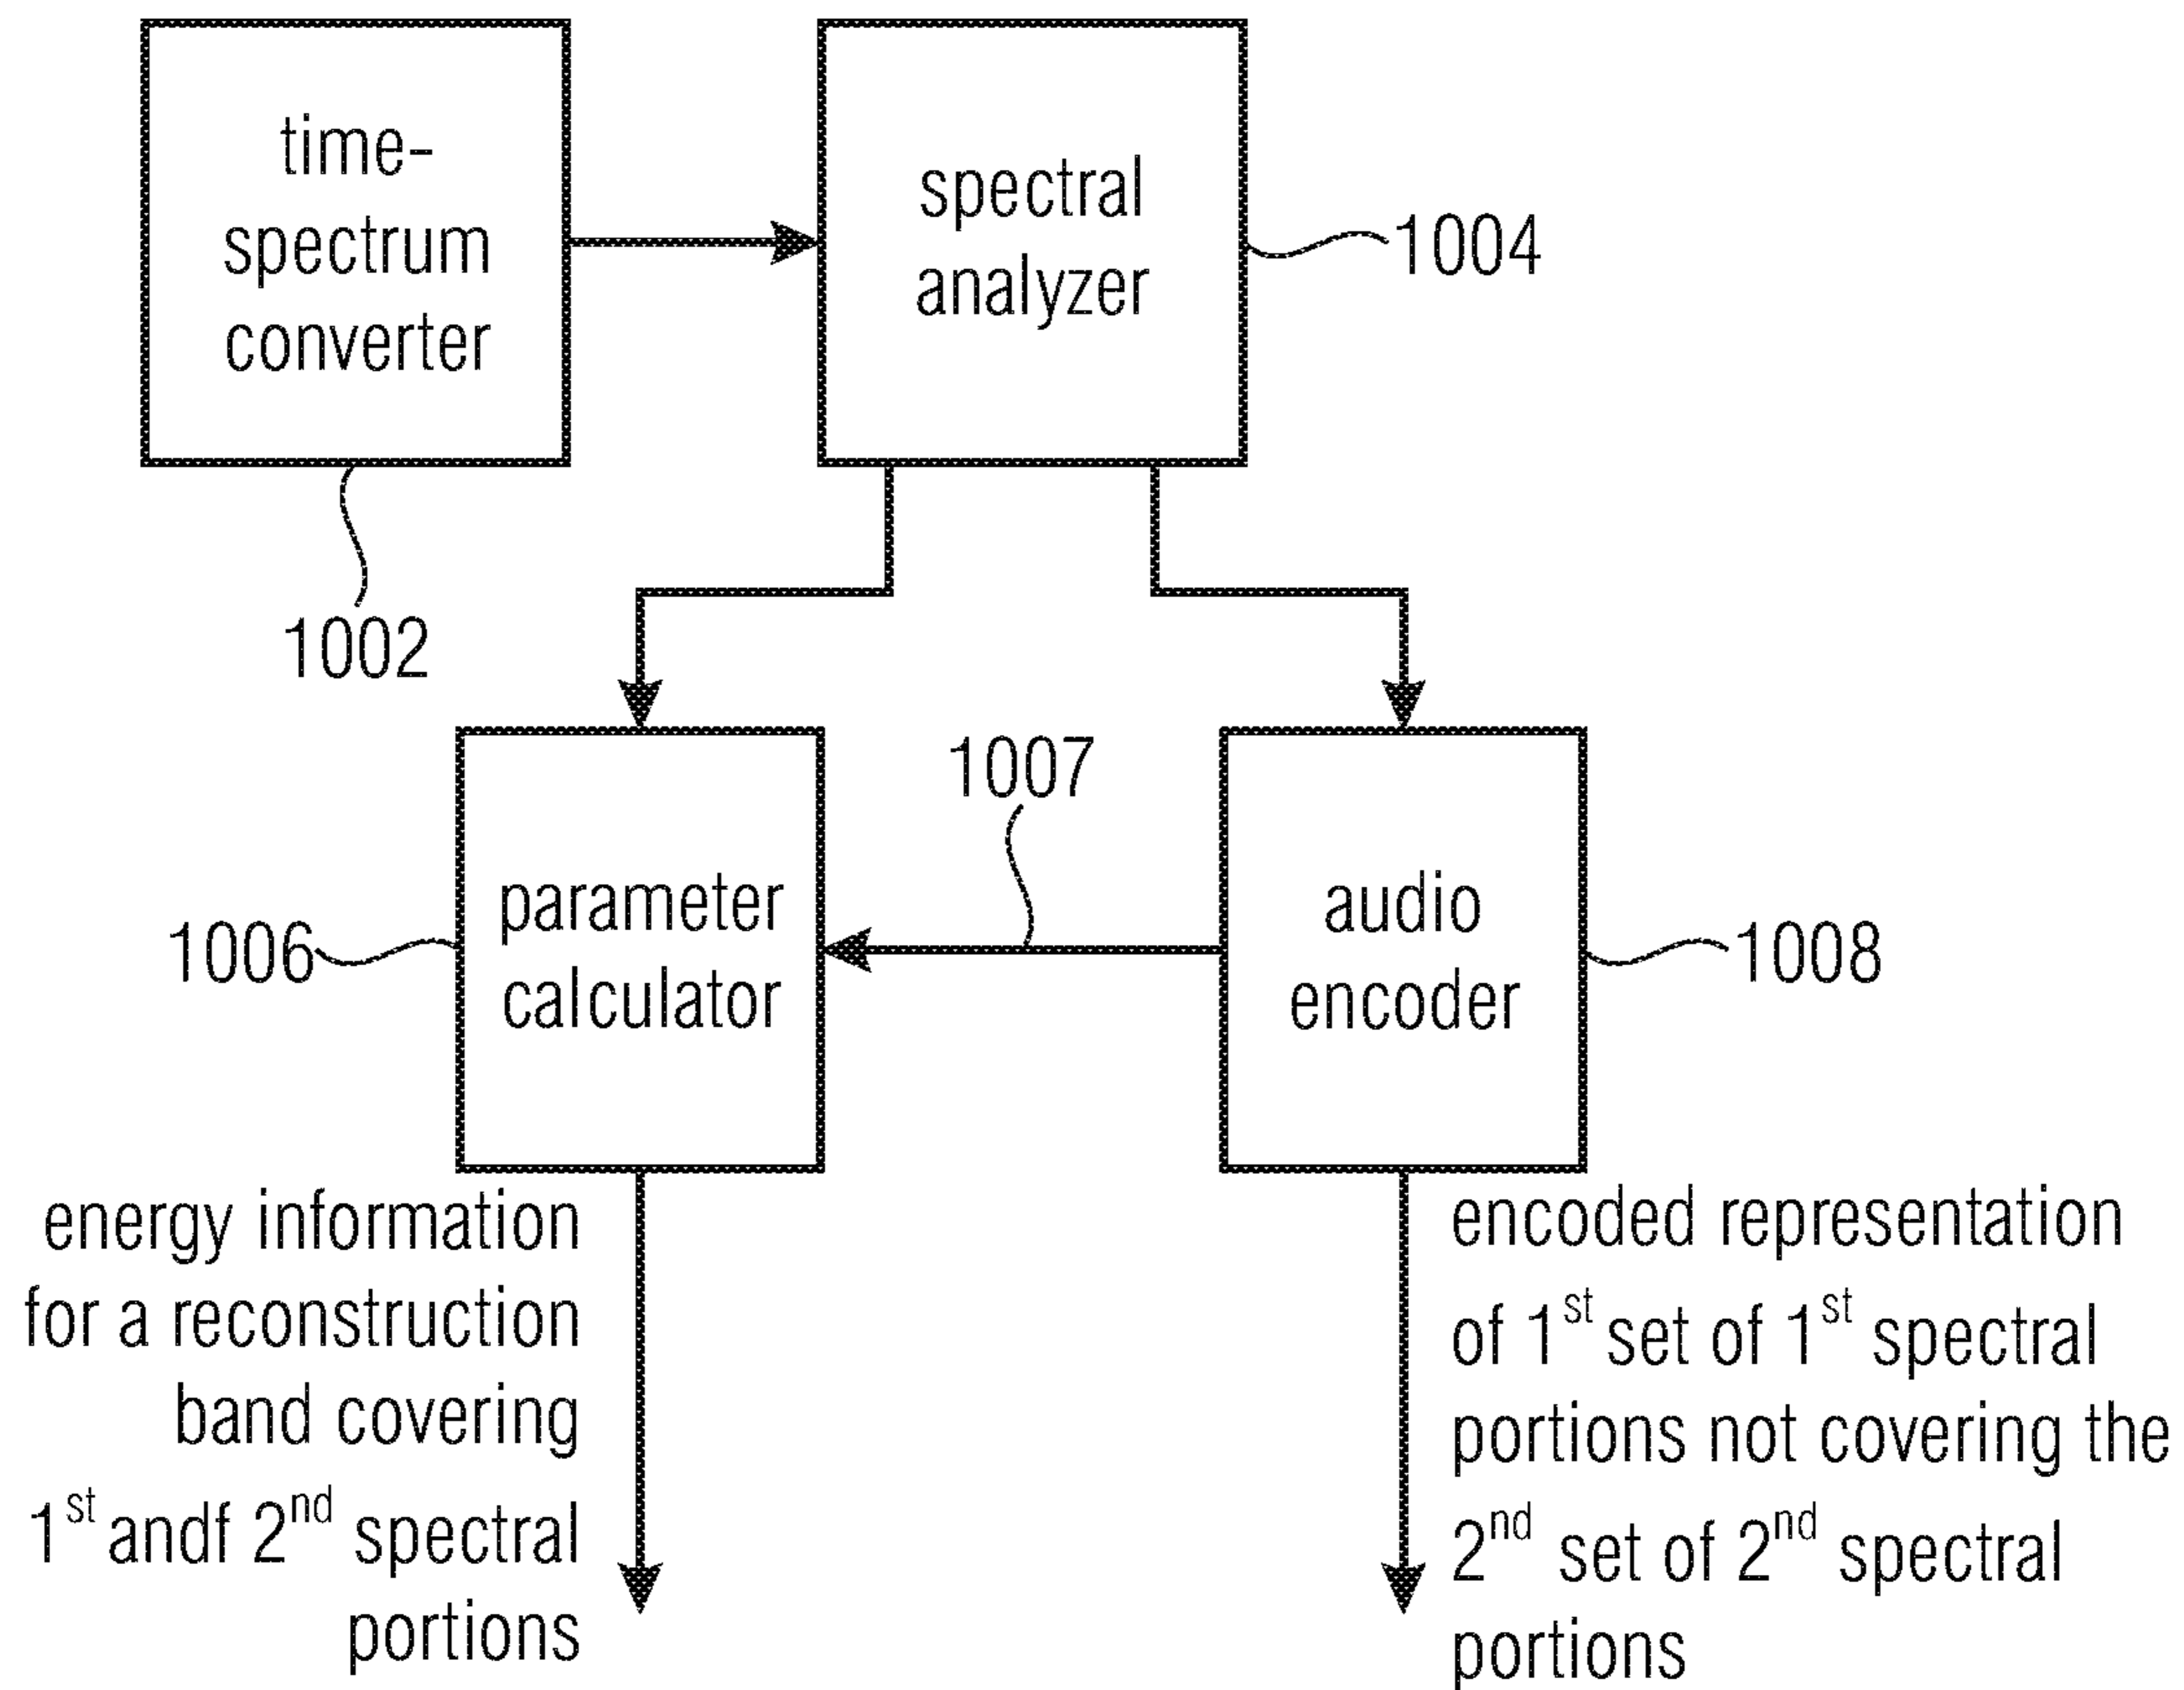 time-
spectrum
converter
spectral
analyzer
1004
1002
1007
parameter
calculator
1006
audio
encoder
1008
energy information
for a reconstruction
band covering
1st andf 2nd spectral
portions
encoded representation
of 1st set of 1st spectral
portions not covering the
2nd set of 2nd spectral
portions